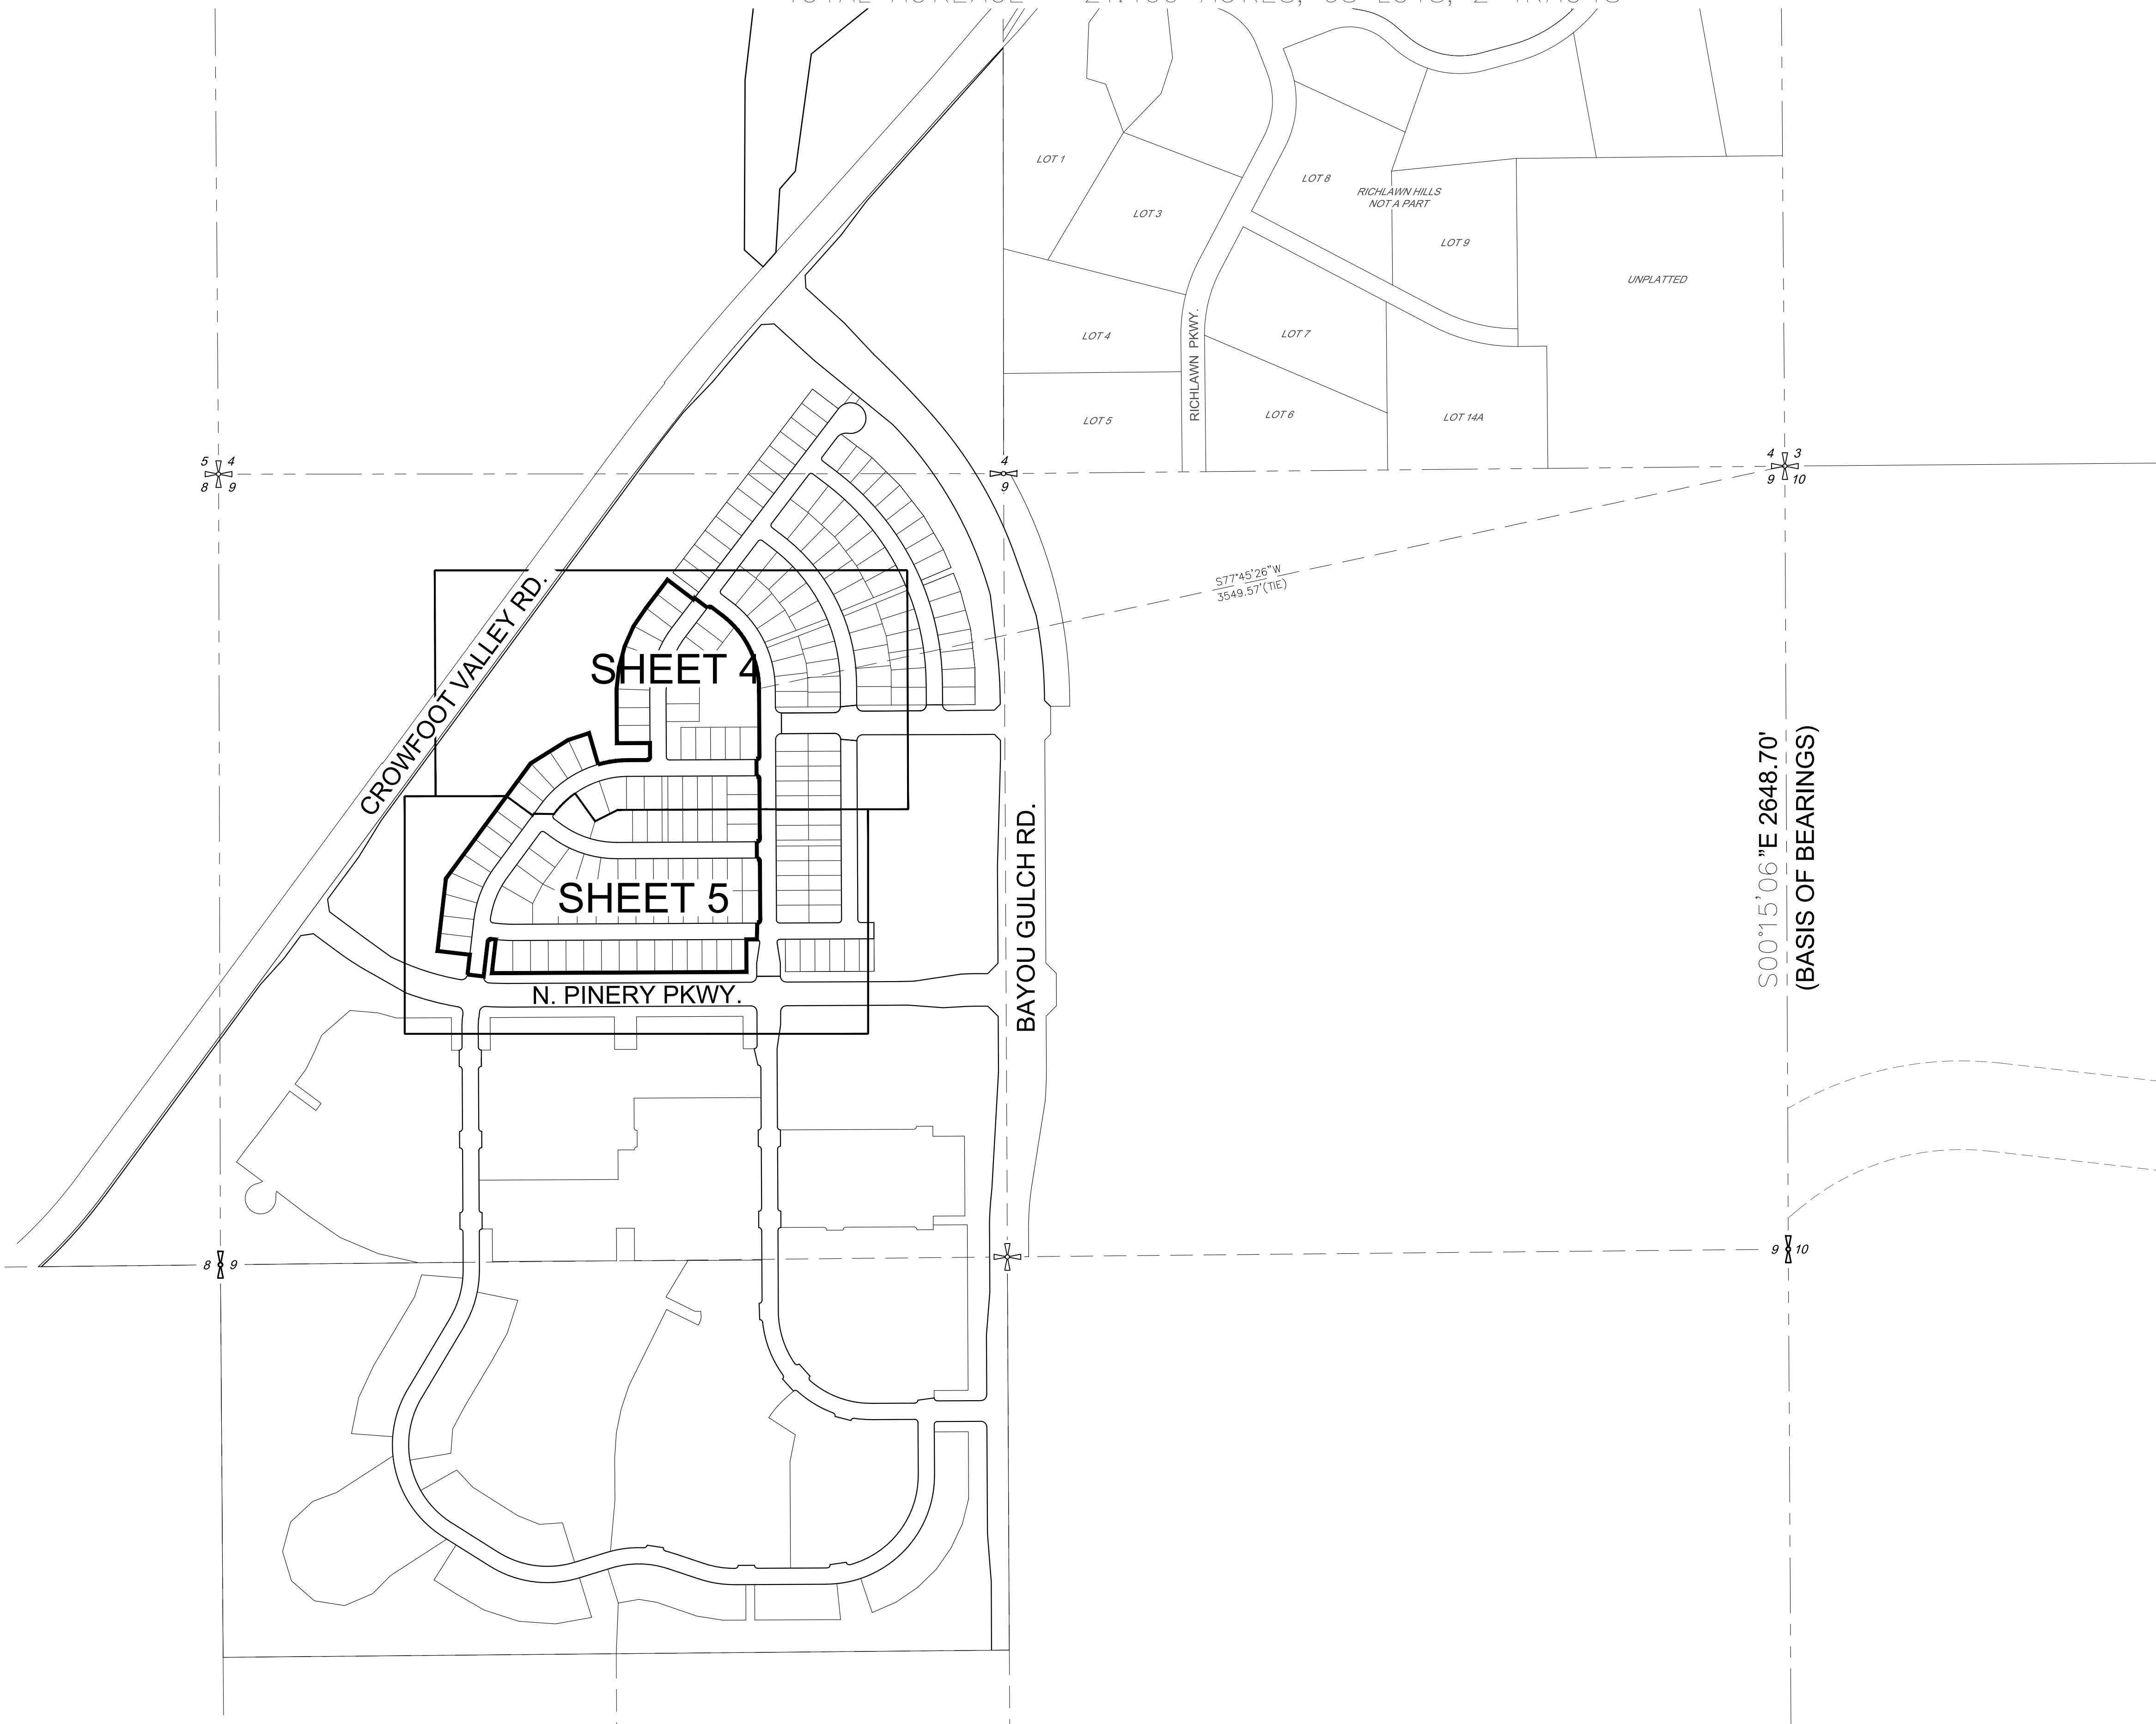 LOT 1
LOT 8
RICHLAWN HILLS
NOT A PART
LOT 3
LOT 9
UNPLATTED
RICHLAWN PKWY.
LOT 4
LOT 7
LOT 5
LOT 6
LOT 14A
5 4
8 9
4
9
4 3
9 10
CROWFOOT VALLEY RD.
S77°45'26"W
3549.57'(TIE)
SHEET 4
SHEET 5
N. PINERY PKWY.
BAYOU GULCH RD.
S00°15'06"E 2648.70'
(BASIS OF BEARINGS)
8 9
9 10